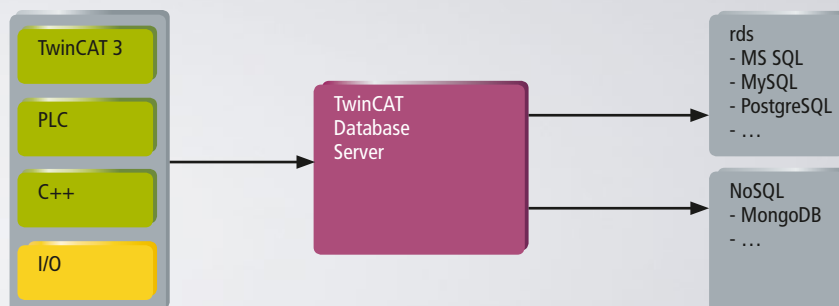 TwinCAT 3
PLC
C++
I/O
TwinCAT
Database
Server
rds
- MS SQL
- MySQL
- PostgreSQL
- …
NoSQL
- MongoDB
- …